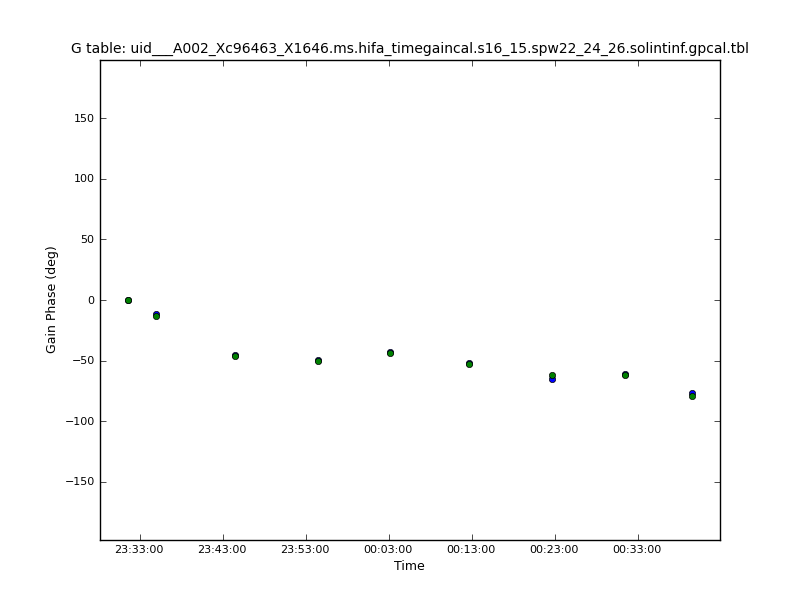 G table: uid___A002_Xc96463_X1646.ms.hifa_timegaincal.s16_15.spw22_24_26.solintinf.gpcal.tbl
150
100
50
0
−50
−100
−150
Gain Phase (deg)
23:33:00 23:43:00 23:53:00 00:03:00 00:13:00 00:23:00 00:33:00
Time